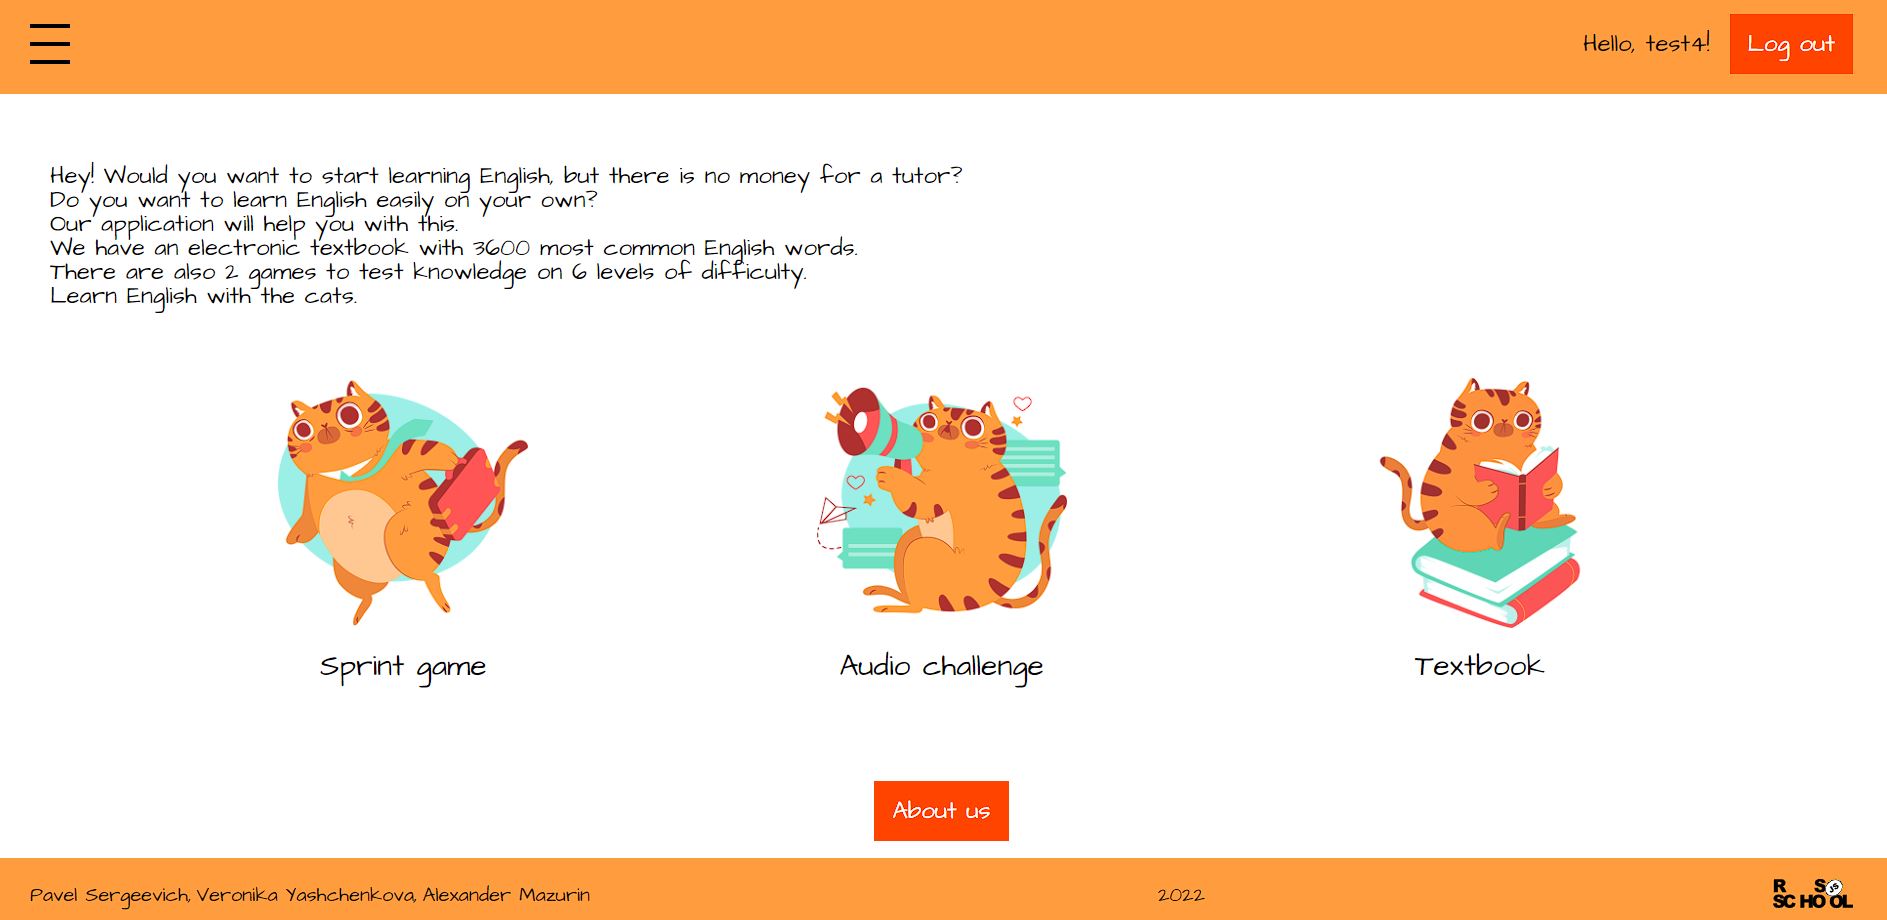 Hello, test4!
Log out
Hey! Would you want to start learning English, but there is no money for a tutor?
Do you want to learn English easily on your own?
Our application will help you with this.
We have an electronic textbook with 3600 most common English words.
There are also 2 games to test knowledge on 6 levels of difficulty.
Learn English with the cats.
Sprint game
Audio challenge
Textbook
About us
Pavel Sergeevich, Veronika Yashchenkova, Alexander Mazurin
2022
R S JS
SCHOOL